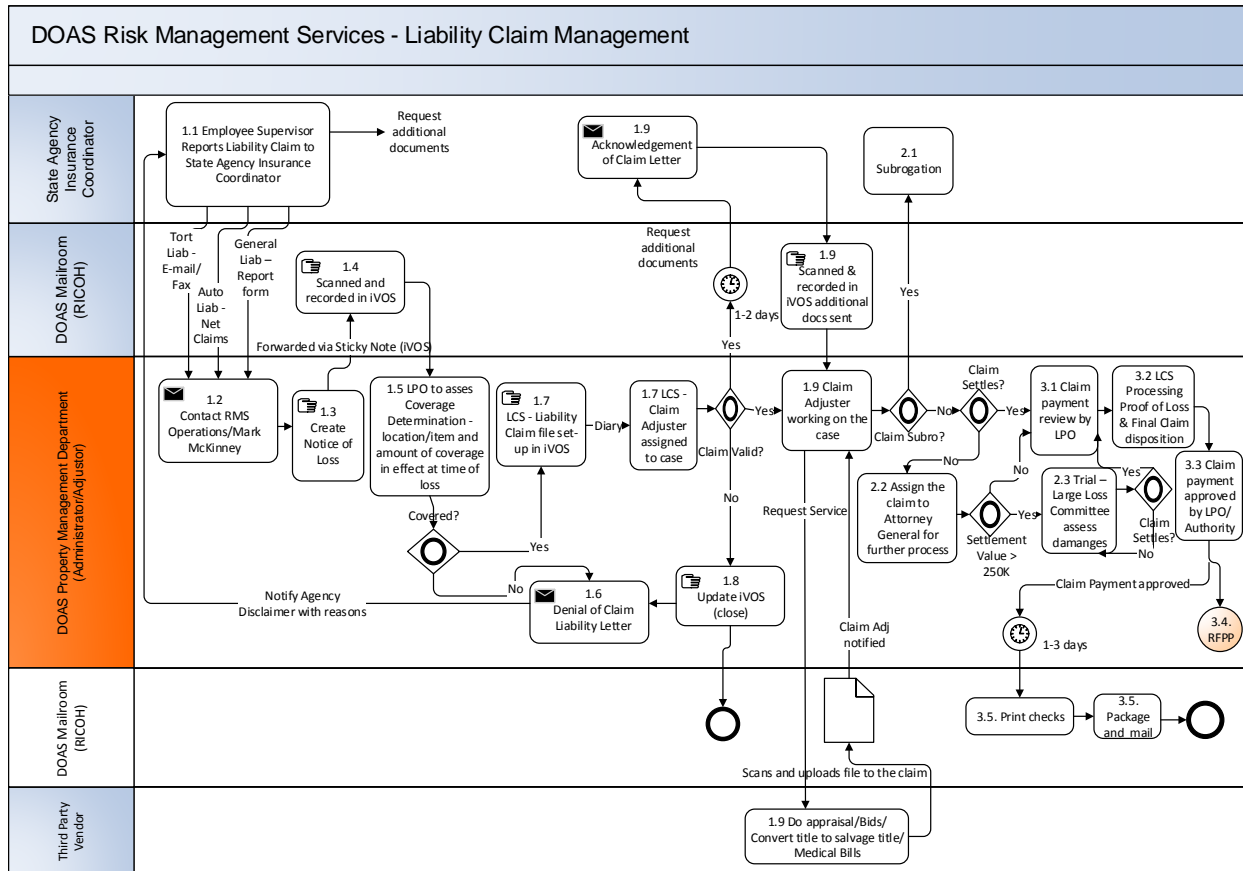 DOAS Risk Management Services - Liability Claim Management
State Agency
Insurance
Coordinator
1.1 Employee Supervisor
Reports Liability Claim to
State Agency Insurance
Coordinator
Request
additional
documents
1.9
Acknowledgement
of Claim Letter
2.1
Subrogation
DOAS Mailroom
(RICOH)
Tort
Liab -
E-mail/
Fax
Auto
Liab -
Net
Claims
General
Liab –
Report
form
1.4
Scanned and
recorded in iVOS
Forwarded via Sticky Note (iVOS)
Request
additional
documents
1-2 days
Yes
1.9
Scanned &
recorded in
iVOS additional
docs sent
Yes
DOAS Property Management Department
(Administrator/Adjustor)
1.2
Contact RMS
Operations/Mark
McKinney
1.3
Create Notice
of Loss
1.5 LPO to asses
Coverage
Determination -
location/item and
amount of coverage
in effect at time of
loss
Covered?
Yes
No
1.7
LCS - Liability
Claim file set-
up in iVOS
Diary
1.7 LCS -
Claim
Adjuster
assigned
to case
Claim Valid?
Yes
No
1.9 Claim
Adjuster
working on the
case
Claim Subro?
No
Claim
Settles?
Yes
No
3.1 Claim
payment
review by
LPO
3.2 LCS
Processing
Proof of Loss
& Final Claim
disposition
2.2 Assign the
claim to
Attorney
General for
further process
Settlement
Value >
250K
No
Yes
2.3 Trial –
Large Loss
Committee
assess
damanges
Yes
Claim
Settles?
No
3.3 Claim
payment
approved
by LPO/
Authority
Request Service
Notify Agency
Disclaimer with reasons
1.6
Denial of Claim
Liability Letter
1.8
Update iVOS
(close)
Claim Adj
notified
Claim Payment approved
1-3 days
3.4.
RFPP
DOAS Mailroom
(RICOH)
3.5. Print checks
3.5.
Package
and mail
Scans and uploads file to the claim
Third Party
Vendor
1.9 Do appraisal/Bids/
Convert title to salvage title/
Medical Bills